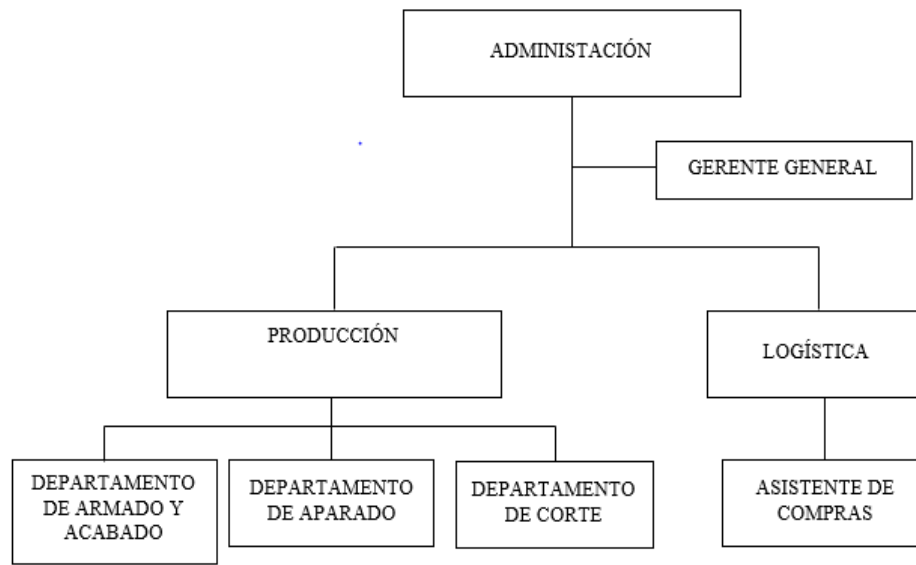 ADMINISTACIÓN
GERENTE GENERAL
PRODUCCIÓN
LOGÍSTICA
DEPARTAMENTO
DE ARMADO Y
ACABADO
DEPARTAMENTO
DE APARADO
DEPARTAMENTO
DE CORTE
ASISTENTE DE
COMPRAS